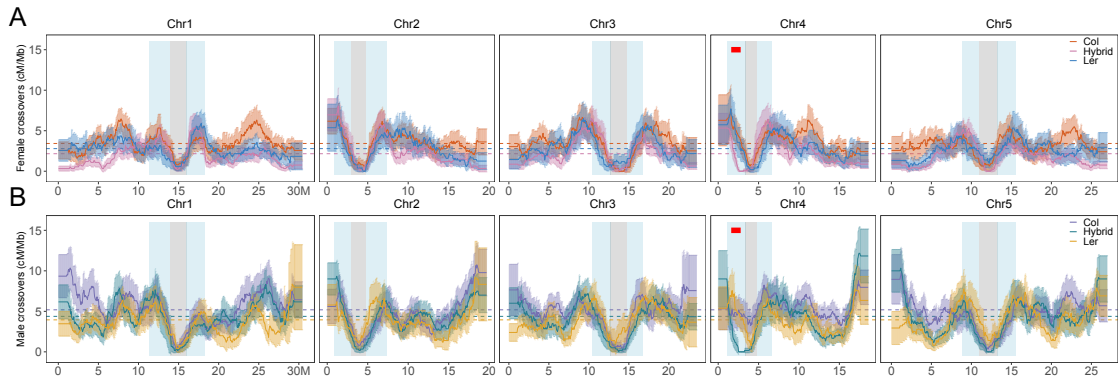 A
Chr1 Chr2 Chr3 Chr4 Chr5
Female crossovers (cM/Mb)
15
10
5
0
Col
Hybrid
Ler
0 5 10 15 20 25 30M 0 5 10 15 20 0 5 10 15 20 0 5 10 15 0 5 10 15 20 25
B
Chr1 Chr2 Chr3 Chr4 Chr5
Male crossovers (cM/Mb)
15
10
5
0
Col
Hybrid
Ler
0 5 10 15 20 25 30M 0 5 10 15 20 0 5 10 15 20 0 5 10 15 0 5 10 15 20 25